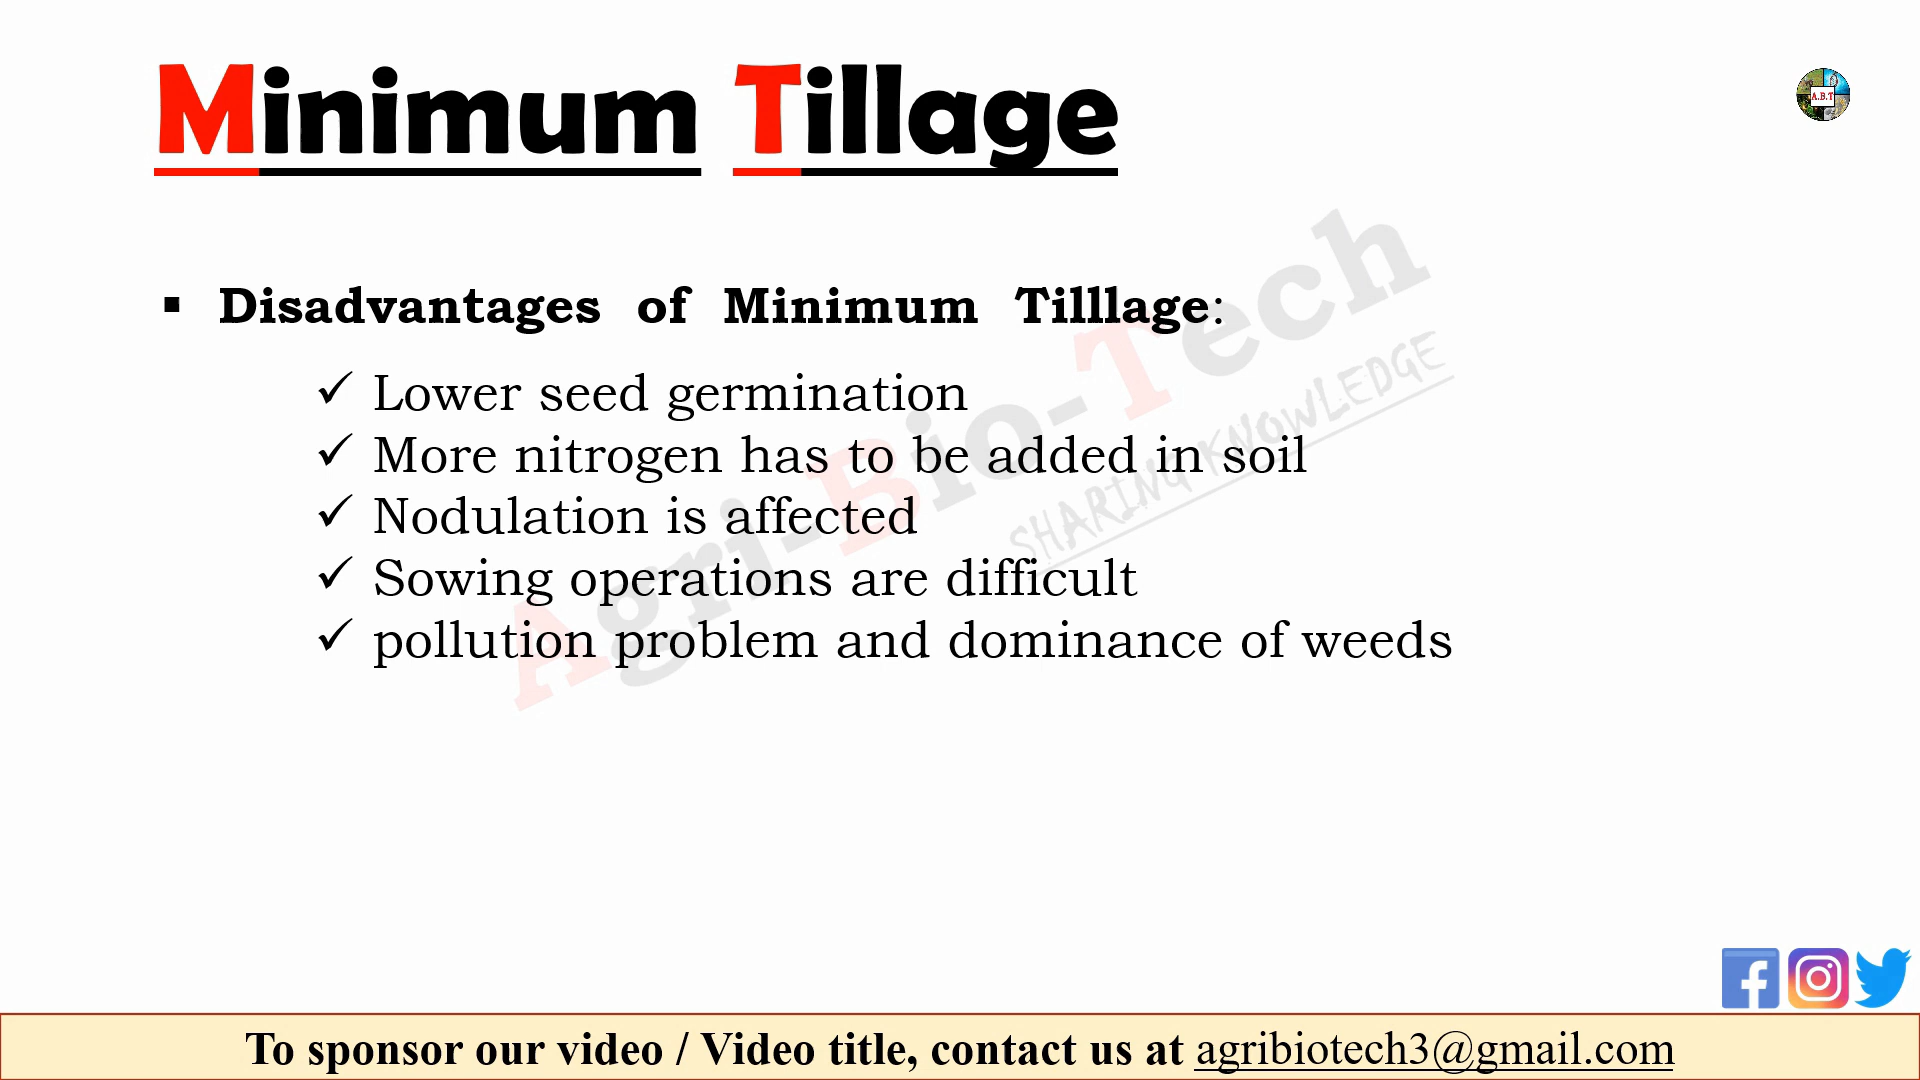 Minimum Tillage
A.B.T
▪ Disadvantages of Minimum Tilllage:
✓ Lower seed germination
✓ More nitrogen has to be added in soil
✓ Nodulation is affected
✓ Sowing operations are difficult
✓ pollution problem and dominance of weeds
Agri-Bio-Tech
SHARING KNOWLEDGE
To sponsor our video / Video title, contact us at agribiotech3@gmail.com